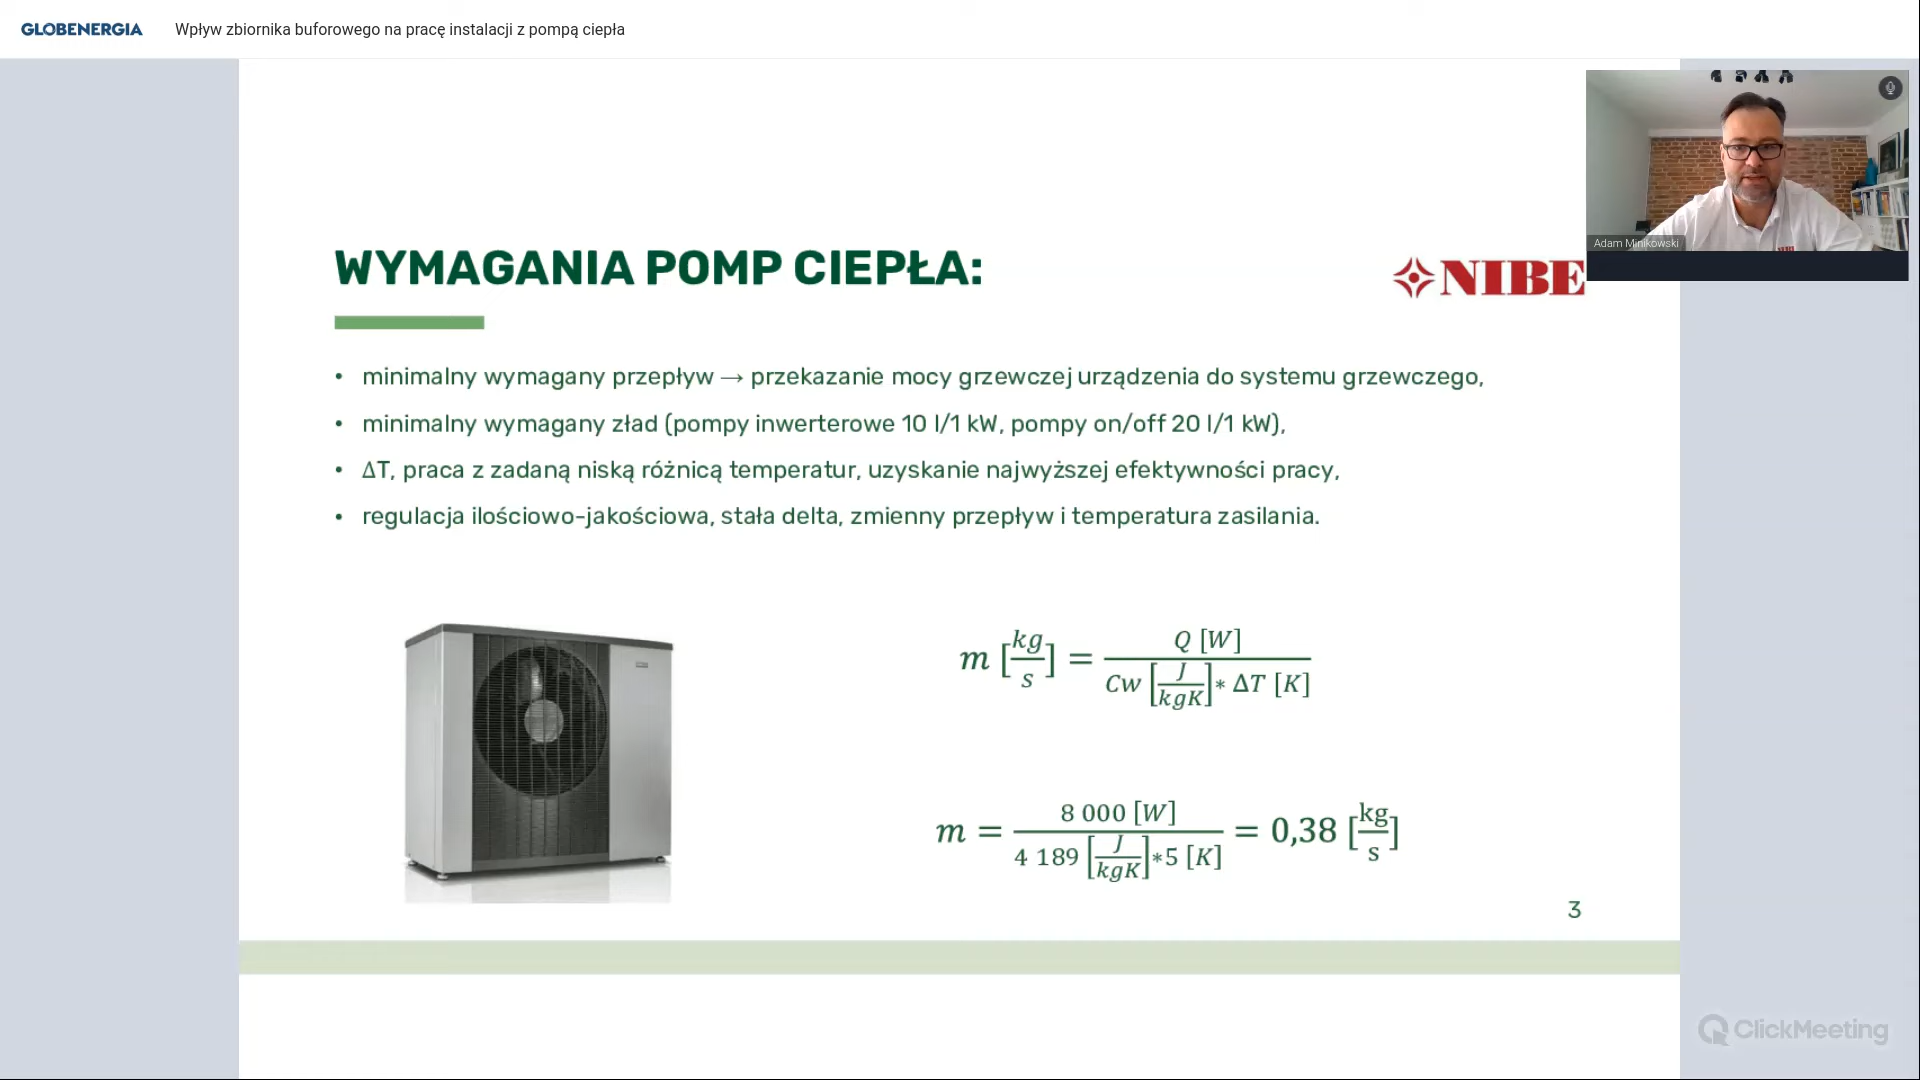 GLOBENERGIA Wpływ zbiornika buforowego na pracę instalacji z pompą ciepła
Adam Minikowski
WYMAGANIA POMP CIEPŁA:
NIBE
• minimalny wymagany przepływ → przekazanie mocy grzewczej urządzenia do systemu grzewczego,
• minimalny wymagany zład (pompy inwerterowe 10 l/1 kW, pompy on/off 20 l/1 kW),
• ΔT, praca z zadaną niską różnicą temperatur, uzyskanie najwyższej efektywności pracy,
• regulacja ilościowo-jakościowa, stała delta, zmienny przepływ i temperatura zasilania.
m [kg/s] = Q [W] / Cw [J/kgK] * ΔT [K]
m = 8 000 [W] / 4 189 [J/kgK] *5 [K] = 0,38 [kg/s]
3
ClickMeeting